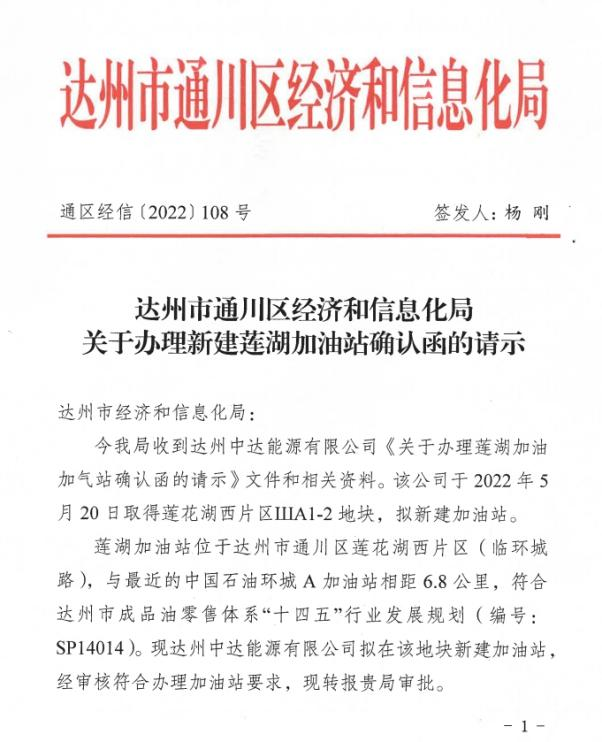 达州市通川区经济和信息化局
通区经信〔2022〕108 号 签发人：杨 刚
达州市通川区经济和信息化局
关于办理新建莲湖加油站确认函的请示
达州市经济和信息化局：
今我局收到达州中达能源有限公司《关于办理莲湖加油
加气站确认函的请示》文件和相关资料。该公司于 2022 年 5
月 20 日取得莲花湖西片区ⅢA1-2 地块，拟新建加油站。
莲湖加油站位于达州市通川区莲花湖西片区（临环城
路），与最近的中国石油环城 A 加油站相距 6.8 公里，符合
达州市成品油零售体系“十四五”行业发展规划（编号：
SP14014）。现达州中达能源有限公司拟在该地块新建加油站，
经审核符合办理加油站要求，现转报贵局审批。
- 1 -